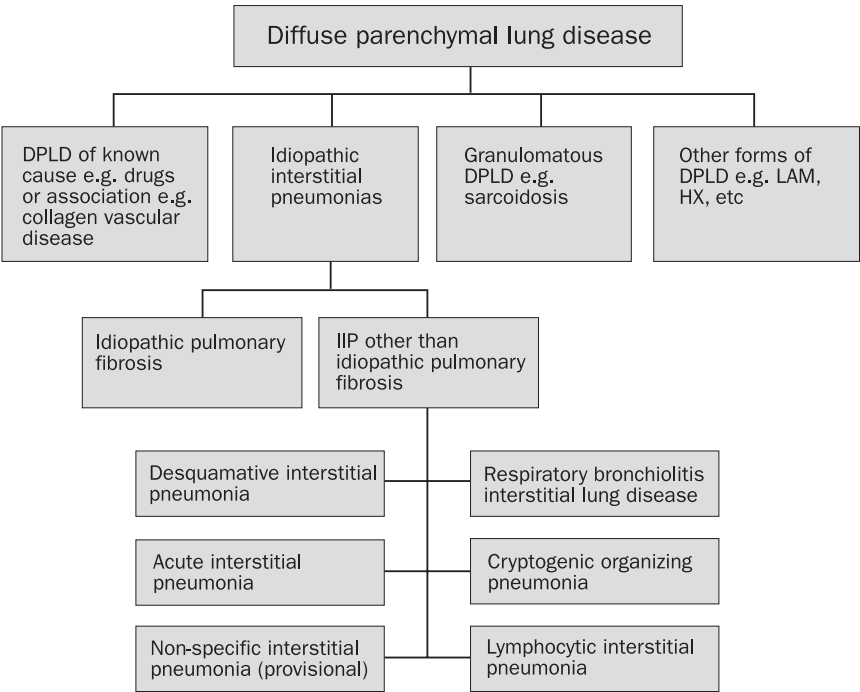 Diffuse parenchymal lung disease
DPLD of known
cause e.g. drugs
or association e.g.
collagen vascular
disease
Idiopathic
interstitial
pneumonias
Granulomatous
DPLD e.g.
sarcoidosis
Other forms of
DPLD e.g. LAM,
HX, etc
Idiopathic pulmonary
fibrosis
IIP other than
idiopathic pulmonary
fibrosis
Desquamative interstitial
pneumonia
Respiratory bronchiolitis
interstitial lung disease
Acute interstitial
pneumonia
Cryptogenic organizing
pneumonia
Non-specific interstitial
pneumonia (provisional)
Lymphocytic interstitial
pneumonia